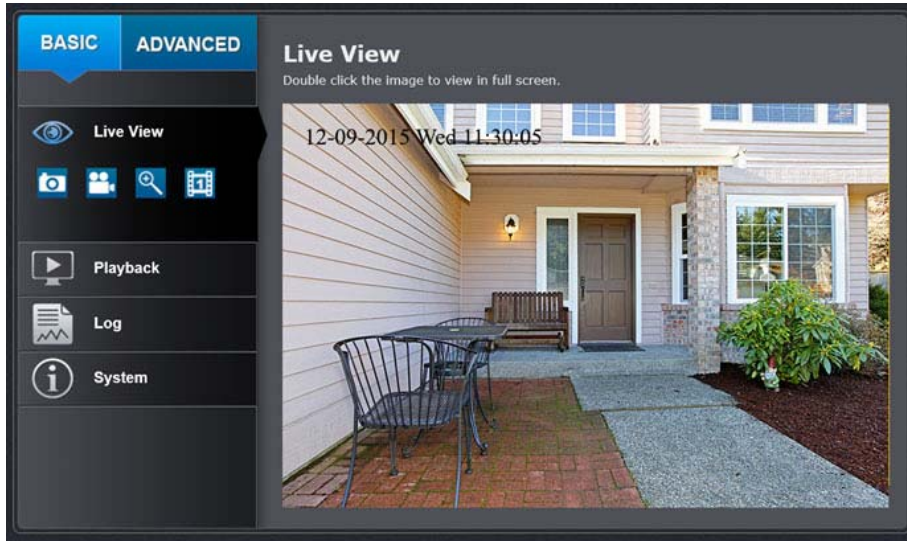 BASIC
ADVANCED
Live View
Double click the image to view in full screen.
Live View
12-09-2015 Wed 11:30:05
1
Playback
Log
System